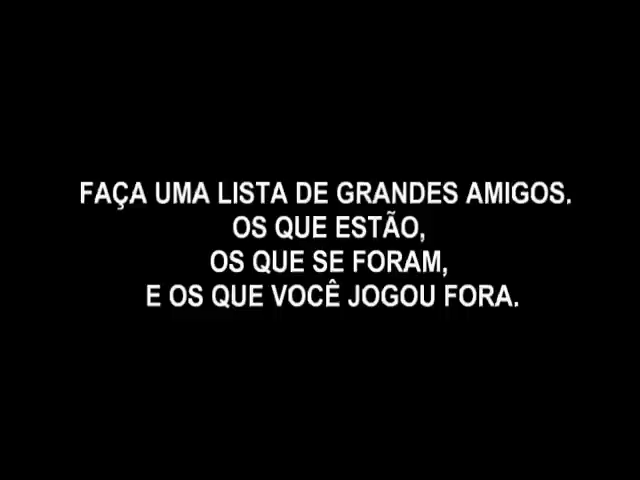 FAÇA UMA LISTA DE GRANDES AMIGOS.
OS QUE ESTÃO,
OS QUE SE FORAM,
E OS QUE VOCÊ JOGOU FORA.